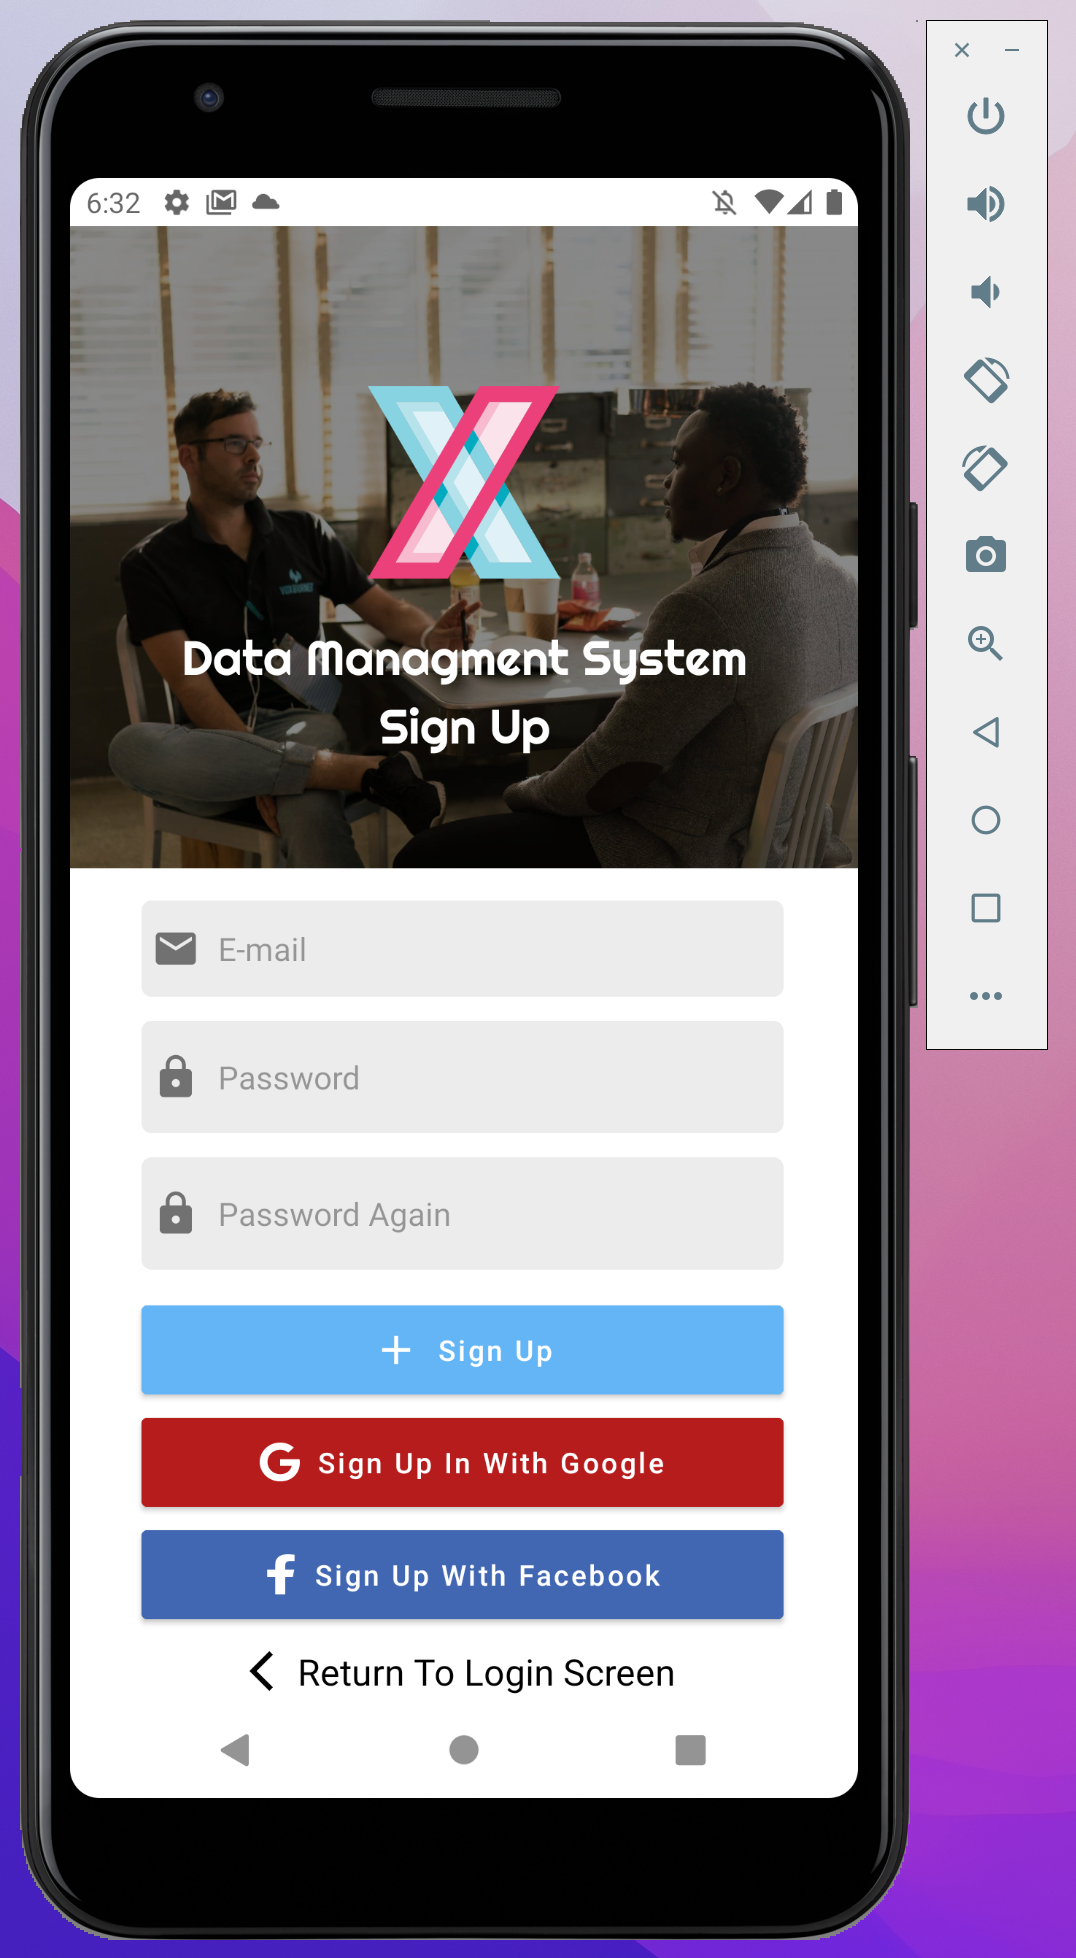 6:32
Data Managment System
Sign Up
E-mail
Password
Password Again
Sign Up
Sign Up In With Google
Sign Up With Facebook
Return To Login Screen